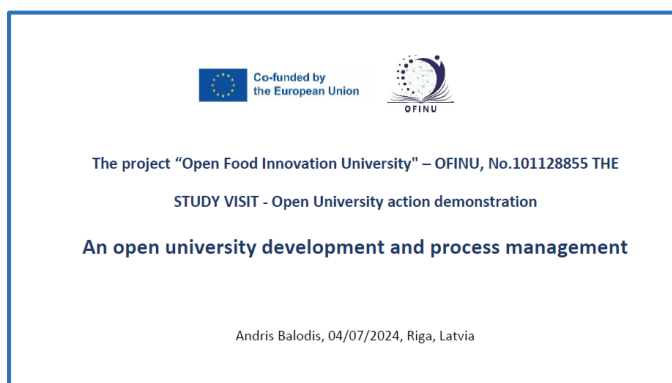 Co-funded by
the European Union
OFINU
The project “Open Food Innovation University" – OFINU, No.101128855 THE
STUDY VISIT - Open University action demonstration
An open university development and process management
Andris Balodis, 04/07/2024, Riga, Latvia